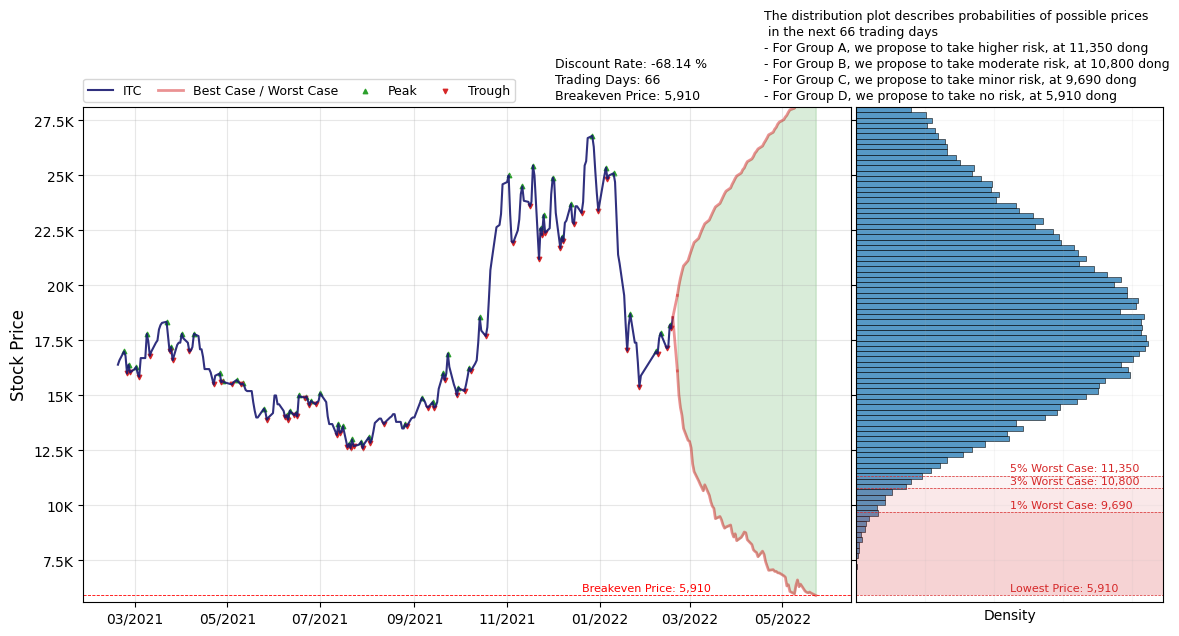 The distribution plot describes probabilities of possible prices
in the next 66 trading days
- For Group A, we propose to take higher risk, at 11,350 dong
- For Group B, we propose to take moderate risk, at 10,800 dong
- For Group C, we propose to take minor risk, at 9,690 dong
- For Group D, we propose to take no risk, at 5,910 dong
Discount Rate: -68.14 %
Trading Days: 66
Breakeven Price: 5,910
ITC Best Case / Worst Case Peak Trough
Stock Price
27.5K
25K
22.5K
20K
17.5K
15K
12.5K
10K
7.5K
Breakeven Price: 5,910
03/2021 05/2021 07/2021 09/2021 11/2021 01/2022 03/2022 05/2022
5% Worst Case: 11,350
3% Worst Case: 10,800
1% Worst Case: 9,690
Lowest Price: 5,910
Density